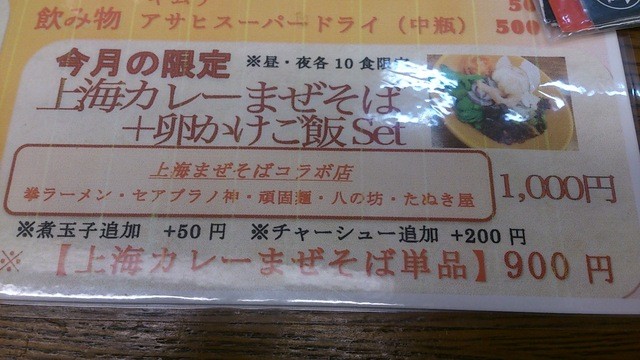 飲み物 アサヒスーパードライ（中瓶） 500
今月の限定 ※昼・夜各10食限定
上海カレーまぜそば
＋卵かけご飯Set
上海まぜそばコラボ店
拳ラーメン・セアブラノ神・頑固麺・八の坊・たぬき屋
1,000円
※煮玉子追加 +50円 ※チャーシュー追加 +200円
※【上海カレーまぜそば単品】900円